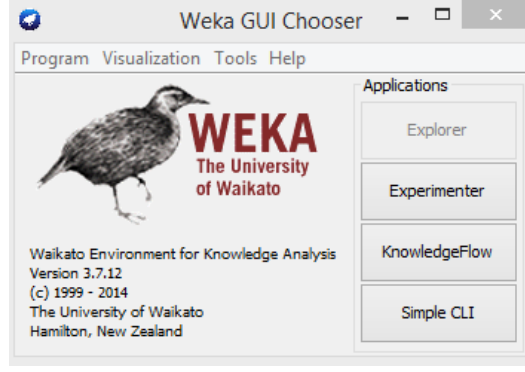 Weka GUI Chooser
Program Visualization Tools Help
Applications
WEKA
The University
of Waikato
Explorer
Experimenter
KnowledgeFlow
Simple CLI
Waikato Environment for Knowledge Analysis
Version 3.7.12
(c) 1999 - 2014
The University of Waikato
Hamilton, New Zealand